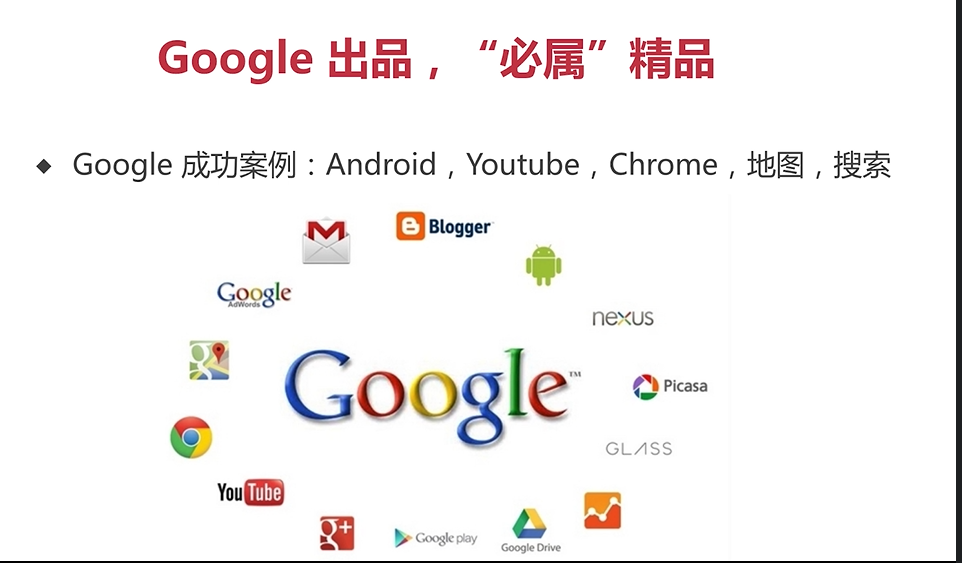 Google 出品，“必属”精品
◆ Google 成功案例：Android，Youtube，Chrome，地图，搜索
Blogger
Google AdWords
nexus
Google™
Picasa
GLASS
YouTube
g+
Google play
Google Drive